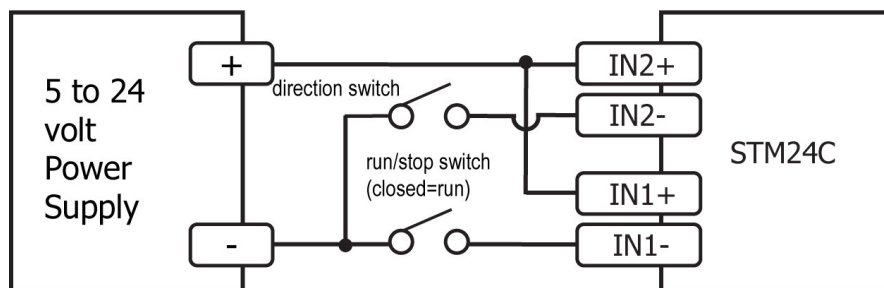 5 to 24
volt
Power
Supply
+
-
direction switch
run/stop switch
(closed=run)
IN2+
IN2-
IN1+
IN1-
STM24C